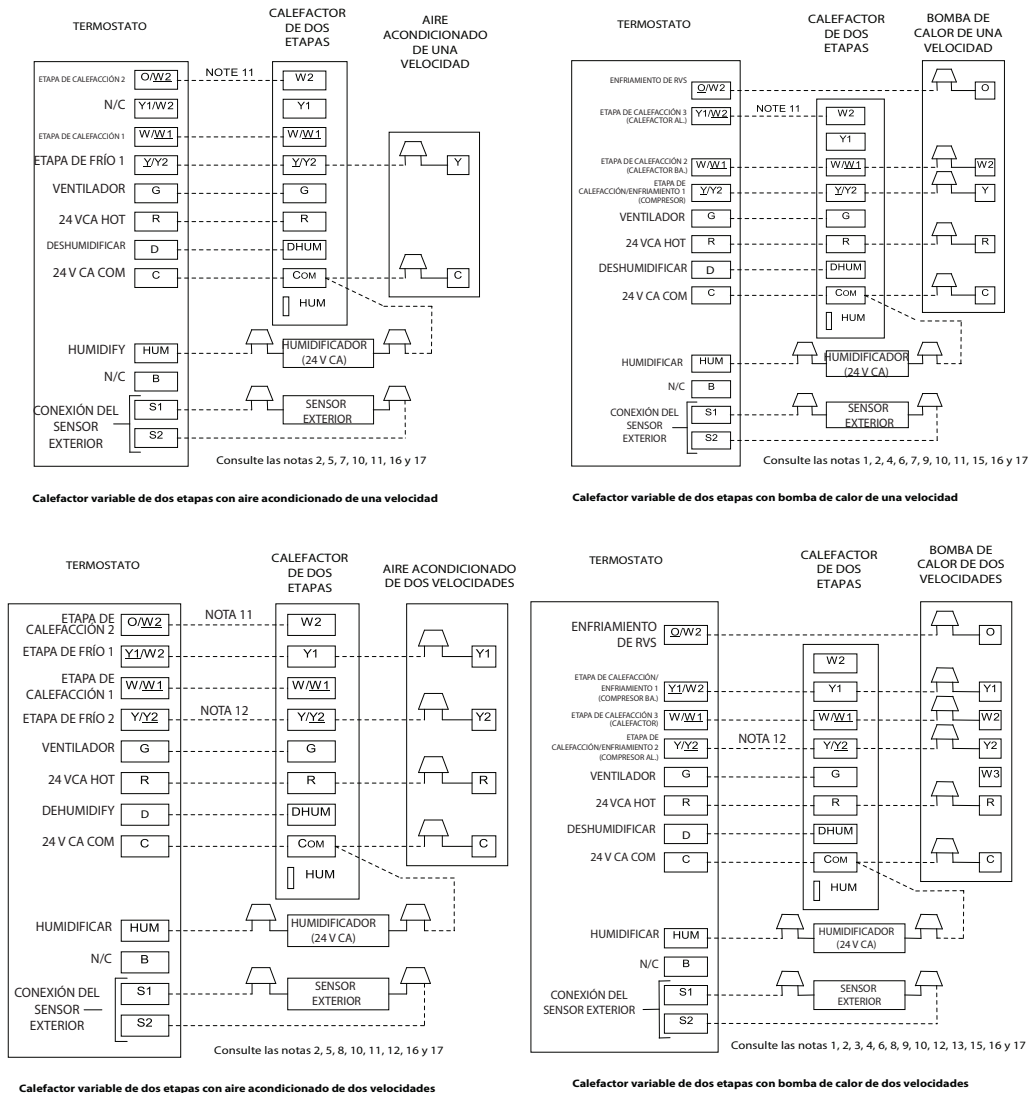 TERMOSTATO
CALEFACTOR
DE DOS
ETAPAS
AIRE
ACONDICIONADO
DE UNA
VELOCIDAD
ETAPA DE CALEFACCIÓN 2 O/W2 NOTE 11 W2
N/C Y1/W2 Y1
ETAPA DE CALEFACCIÓN 1 W/W1 W/W1
ETAPA DE FRÍO 1 Y/Y2 Y/Y2 Y
VENTILADOR G G
24 VCA HOT R R
DESHUMIDIFICAR D DHUM
24 V CA COM C COM C
HUM
HUMIDIFY HUM HUMIDIFICADOR
(24 V CA)
N/C B
CONEXIÓN DEL
SENSOR
EXTERIOR
S1 SENSOR
EXTERIOR
S2
Consulte las notas 2, 5, 7, 10, 11, 16 y 17
Calefactor variable de dos etapas con aire acondicionado de una velocidad
TERMOSTATO
CALEFACTOR
DE DOS
ETAPAS
BOMBA DE
CALOR DE UNA
VELOCIDAD
ENFRIAMIENTO DE RVS O/W2 O
ETAPA DE CALEFACCIÓN 3
(CALEFACTOR AL.)
Y1/W2 NOTE 11 W2
Y1
ETAPA DE CALEFACCIÓN 2
(CALEFACTOR BA.)
W/W1 W/W1 W2
ETAPA DE
CALEFACCIÓN/ENFRIAMIENTO 1
(COMPRESOR)
Y/Y2 Y/Y2 Y
VENTILADOR G G
24 VCA HOT R R R
DESHUMIDIFICAR D DHUM
24 V CA COM C COM C
HUM
HUMIDIFICAR HUM HUMIDIFICADOR
(24 V CA)
N/C B
CONEXIÓN DEL
SENSOR
EXTERIOR
S1 SENSOR
EXTERIOR
S2
Consulte las notas 1, 2, 4, 6, 7, 9, 10, 11, 15, 16 y 17
Calefactor variable de dos etapas con bomba de calor de una velocidad
TERMOSTATO
CALEFACTOR
DE DOS
ETAPAS
AIRE ACONDICIONADO
DE DOS VELOCIDADES
ETAPA DE
CALEFACCIÓN 2
O/W2 NOTA 11 W2
ETAPA DE FRÍO 1 Y1/W2 Y1 Y1
ETAPA DE
CALEFACCIÓN 1
W/W1 W/W1
ETAPA DE FRÍO 2 Y/Y2 NOTA 12 Y/Y2 Y2
VENTILADOR G G
24 VCA HOT R R R
DEHUMIDIFY D DHUM
24 V CA COM C COM C
HUM
HUMIDIFICAR HUM HUMIDIFICADOR
(24 V CA)
N/C B
CONEXIÓN DEL
SENSOR
EXTERIOR
S1 SENSOR
EXTERIOR
S2
Consulte las notas 2, 5, 8, 10, 11, 12, 16 y 17
Calefactor variable de dos etapas con aire acondicionado de dos velocidades
TERMOSTATO
CALEFACTOR
DE DOS
ETAPAS
BOMBA DE
CALOR DE DOS
VELOCIDADES
ENFRIAMIENTO
DE RVS
O/W2 O
W2
ETAPA DE CALEFACCIÓN/
ENFRIAMIENTO 1
(COMPRESOR BA.)
Y1/W2 Y1 Y1
ETAPA DE CALEFACCIÓN 3
(CALEFACTOR)
W/W1 W/W1 W2
ETAPA DE
CALEFACCIÓN/ENFRIAMIENTO 2
(COMPRESOR AL.)
Y/Y2 NOTA 12 Y/Y2 Y2
VENTILADOR G G W3
24 VCA HOT R R R
DESHUMIDIFICAR D DHUM
24 V CA COM C COM C
HUM
HUMIDIFICAR HUM HUMIDIFICADOR
(24 V CA)
N/C B
CONEXIÓN DEL
SENSOR EXTERIOR
S1 SENSOR
EXTERIOR
S2
Consulte las notas 1, 2, 3, 4, 6, 8, 9, 10, 12, 13, 15, 16 y 17
Calefactor variable de dos etapas con bomba de calor de dos velocidades